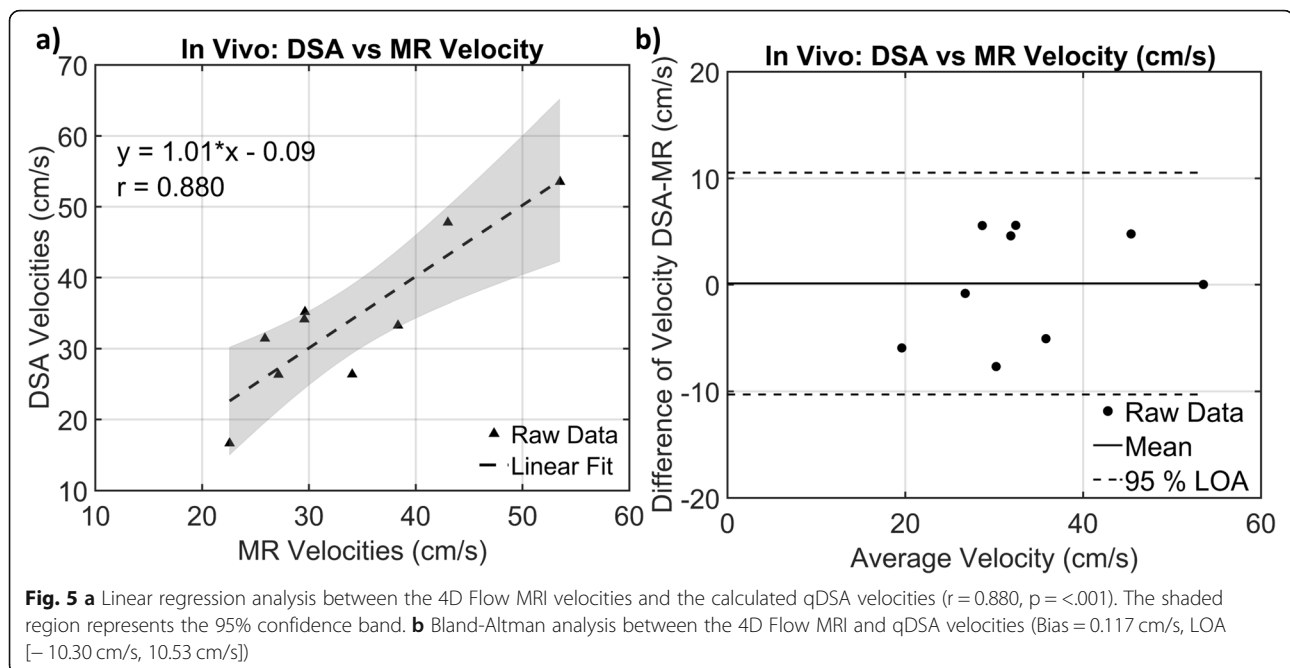 a)
In Vivo: DSA vs MR Velocity
70
60
50
40
30
20
10
DSA Velocities (cm/s)
y = 1.01*x - 0.09
r = 0.880
Raw Data
Linear Fit
10 20 30 40 50 60
MR Velocities (cm/s)
b)
In Vivo: DSA vs MR Velocity (cm/s)
20
10
0
-10
-20
Difference of Velocity DSA-MR (cm/s)
Raw Data
Mean
95 % LOA
0 20 40 60
Average Velocity (cm/s)
Fig. 5 a Linear regression analysis between the 4D Flow MRI velocities and the calculated qDSA velocities (r = 0.880, p = <.001). The shaded
region represents the 95% confidence band. b Bland-Altman analysis between the 4D Flow MRI and qDSA velocities (Bias = 0.117 cm/s, LOA
[− 10.30 cm/s, 10.53 cm/s])